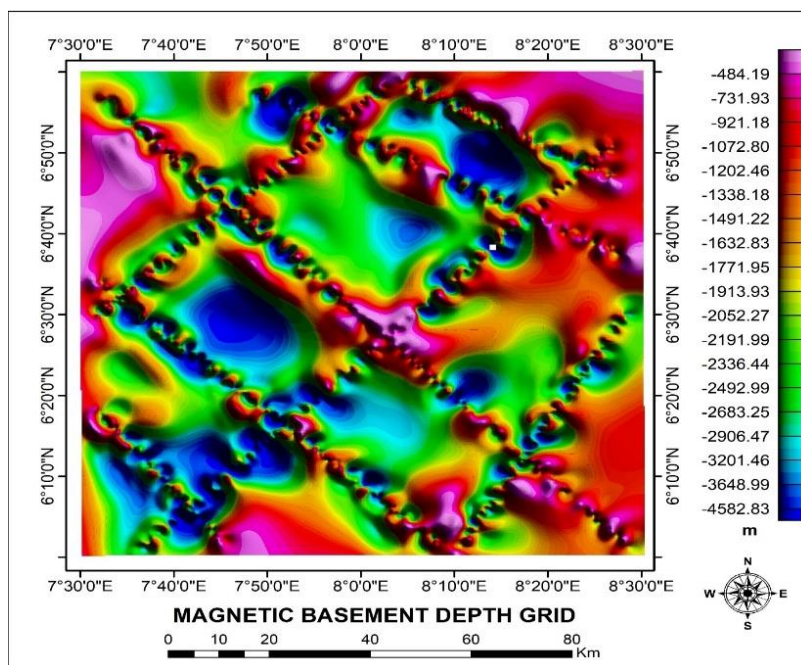 7°30'0"E 7°40'0"E 7°50'0"E 8°0'0"E 8°10'0"E 8°20'0"E 8°30'0"E
6°50'0"N 6°50'0"N
6°40'0"N 6°40'0"N
6°30'0"N 6°30'0"N
6°20'0"N 6°20'0"N
6°10'0"N 6°10'0"N
7°30'0"E 7°40'0"E 7°50'0"E 8°0'0"E 8°10'0"E 8°20'0"E 8°30'0"E
-484.19
-731.93
-921.18
-1072.80
-1202.46
-1338.18
-1491.22
-1632.83
-1771.95
-1913.93
-2052.27
-2191.99
-2336.44
-2492.99
-2683.25
-2906.47
-3201.46
-3648.99
-4582.83
m
N
W E
S
MAGNETIC BASEMENT DEPTH GRID
0 10 20 40 60 80
Km